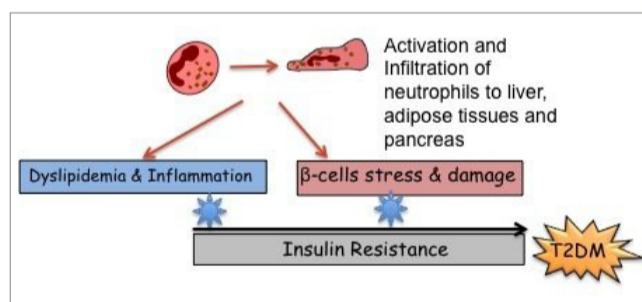 Activation and
Infiltration of
neutrophils to liver,
adipose tissues and
pancreas
Dyslipidemia & Inflammation
β-cells stress & damage
Insulin Resistance
T2DM